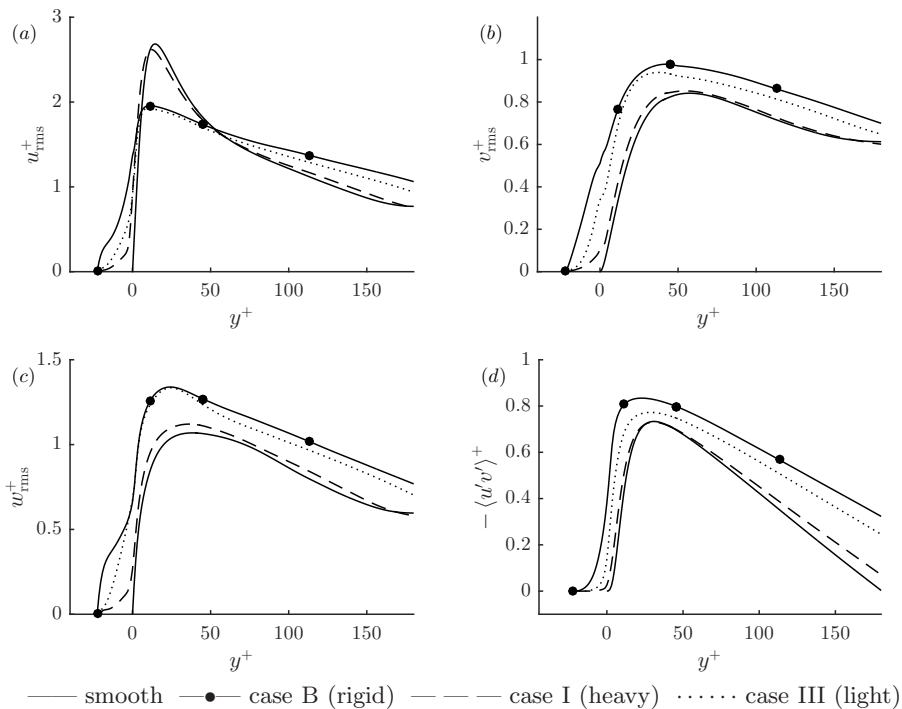 (a)
3
2
1
0
u⁺rms
0 50 100 150
y⁺
(b)
1
0.8
0.6
0.4
0.2
0
v⁺rms
0 50 100 150
y⁺
(c)
1.5
1
0.5
0
w⁺rms
0 50 100 150
y⁺
(d)
1
0.8
0.6
0.4
0.2
0
− ⟨u′v′⟩⁺
0 50 100 150
y⁺
smooth case B (rigid) case I (heavy) case III (light)